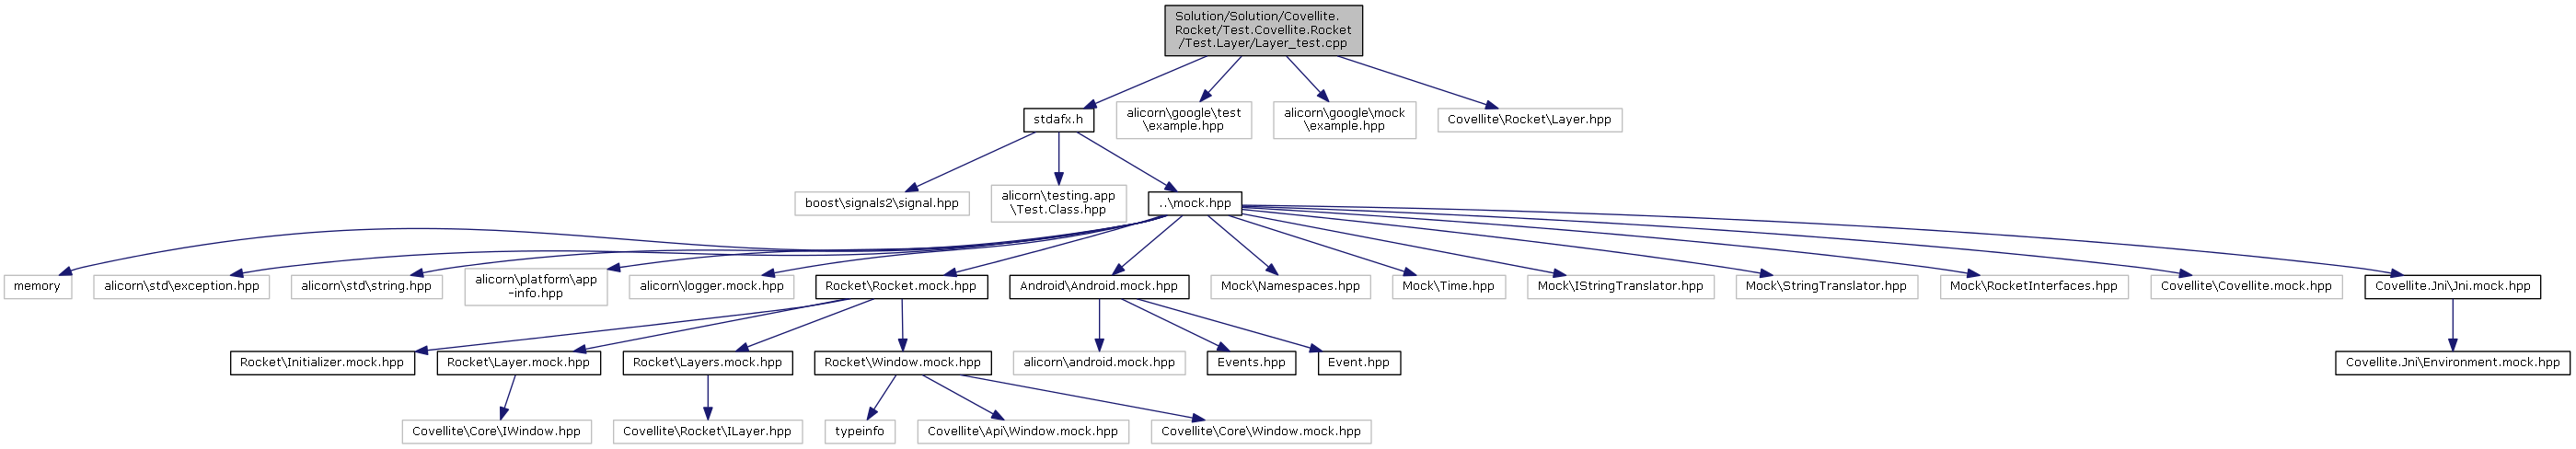 Solution/Solution/Covellite.
Rocket/Test.Covellite.Rocket
/Test.Layer/Layer_test.cpp
stdafx.h
alicorn\google\test
\example.hpp
alicorn\google\mock
\example.hpp
Covellite\Rocket\Layer.hpp
boost\signals2\signal.hpp
alicorn\testing.app
\Test.Class.hpp
..\mock.hpp
memory
alicorn\std\exception.hpp
alicorn\std\string.hpp
alicorn\platform\app
-info.hpp
alicorn\logger.mock.hpp
Rocket\Rocket.mock.hpp
Android\Android.mock.hpp
Mock\Namespaces.hpp
Mock\Time.hpp
Mock\IStringTranslator.hpp
Mock\StringTranslator.hpp
Mock\RocketInterfaces.hpp
Covellite\Covellite.mock.hpp
Covellite.Jni\Jni.mock.hpp
Rocket\Initializer.mock.hpp
Rocket\Layer.mock.hpp
Rocket\Layers.mock.hpp
Rocket\Window.mock.hpp
alicorn\android.mock.hpp
Events.hpp
Event.hpp
Covellite.Jni\Environment.mock.hpp
Covellite\Core\IWindow.hpp
Covellite\Rocket\ILayer.hpp
typeinfo
Covellite\Api\Window.mock.hpp
Covellite\Core\Window.mock.hpp